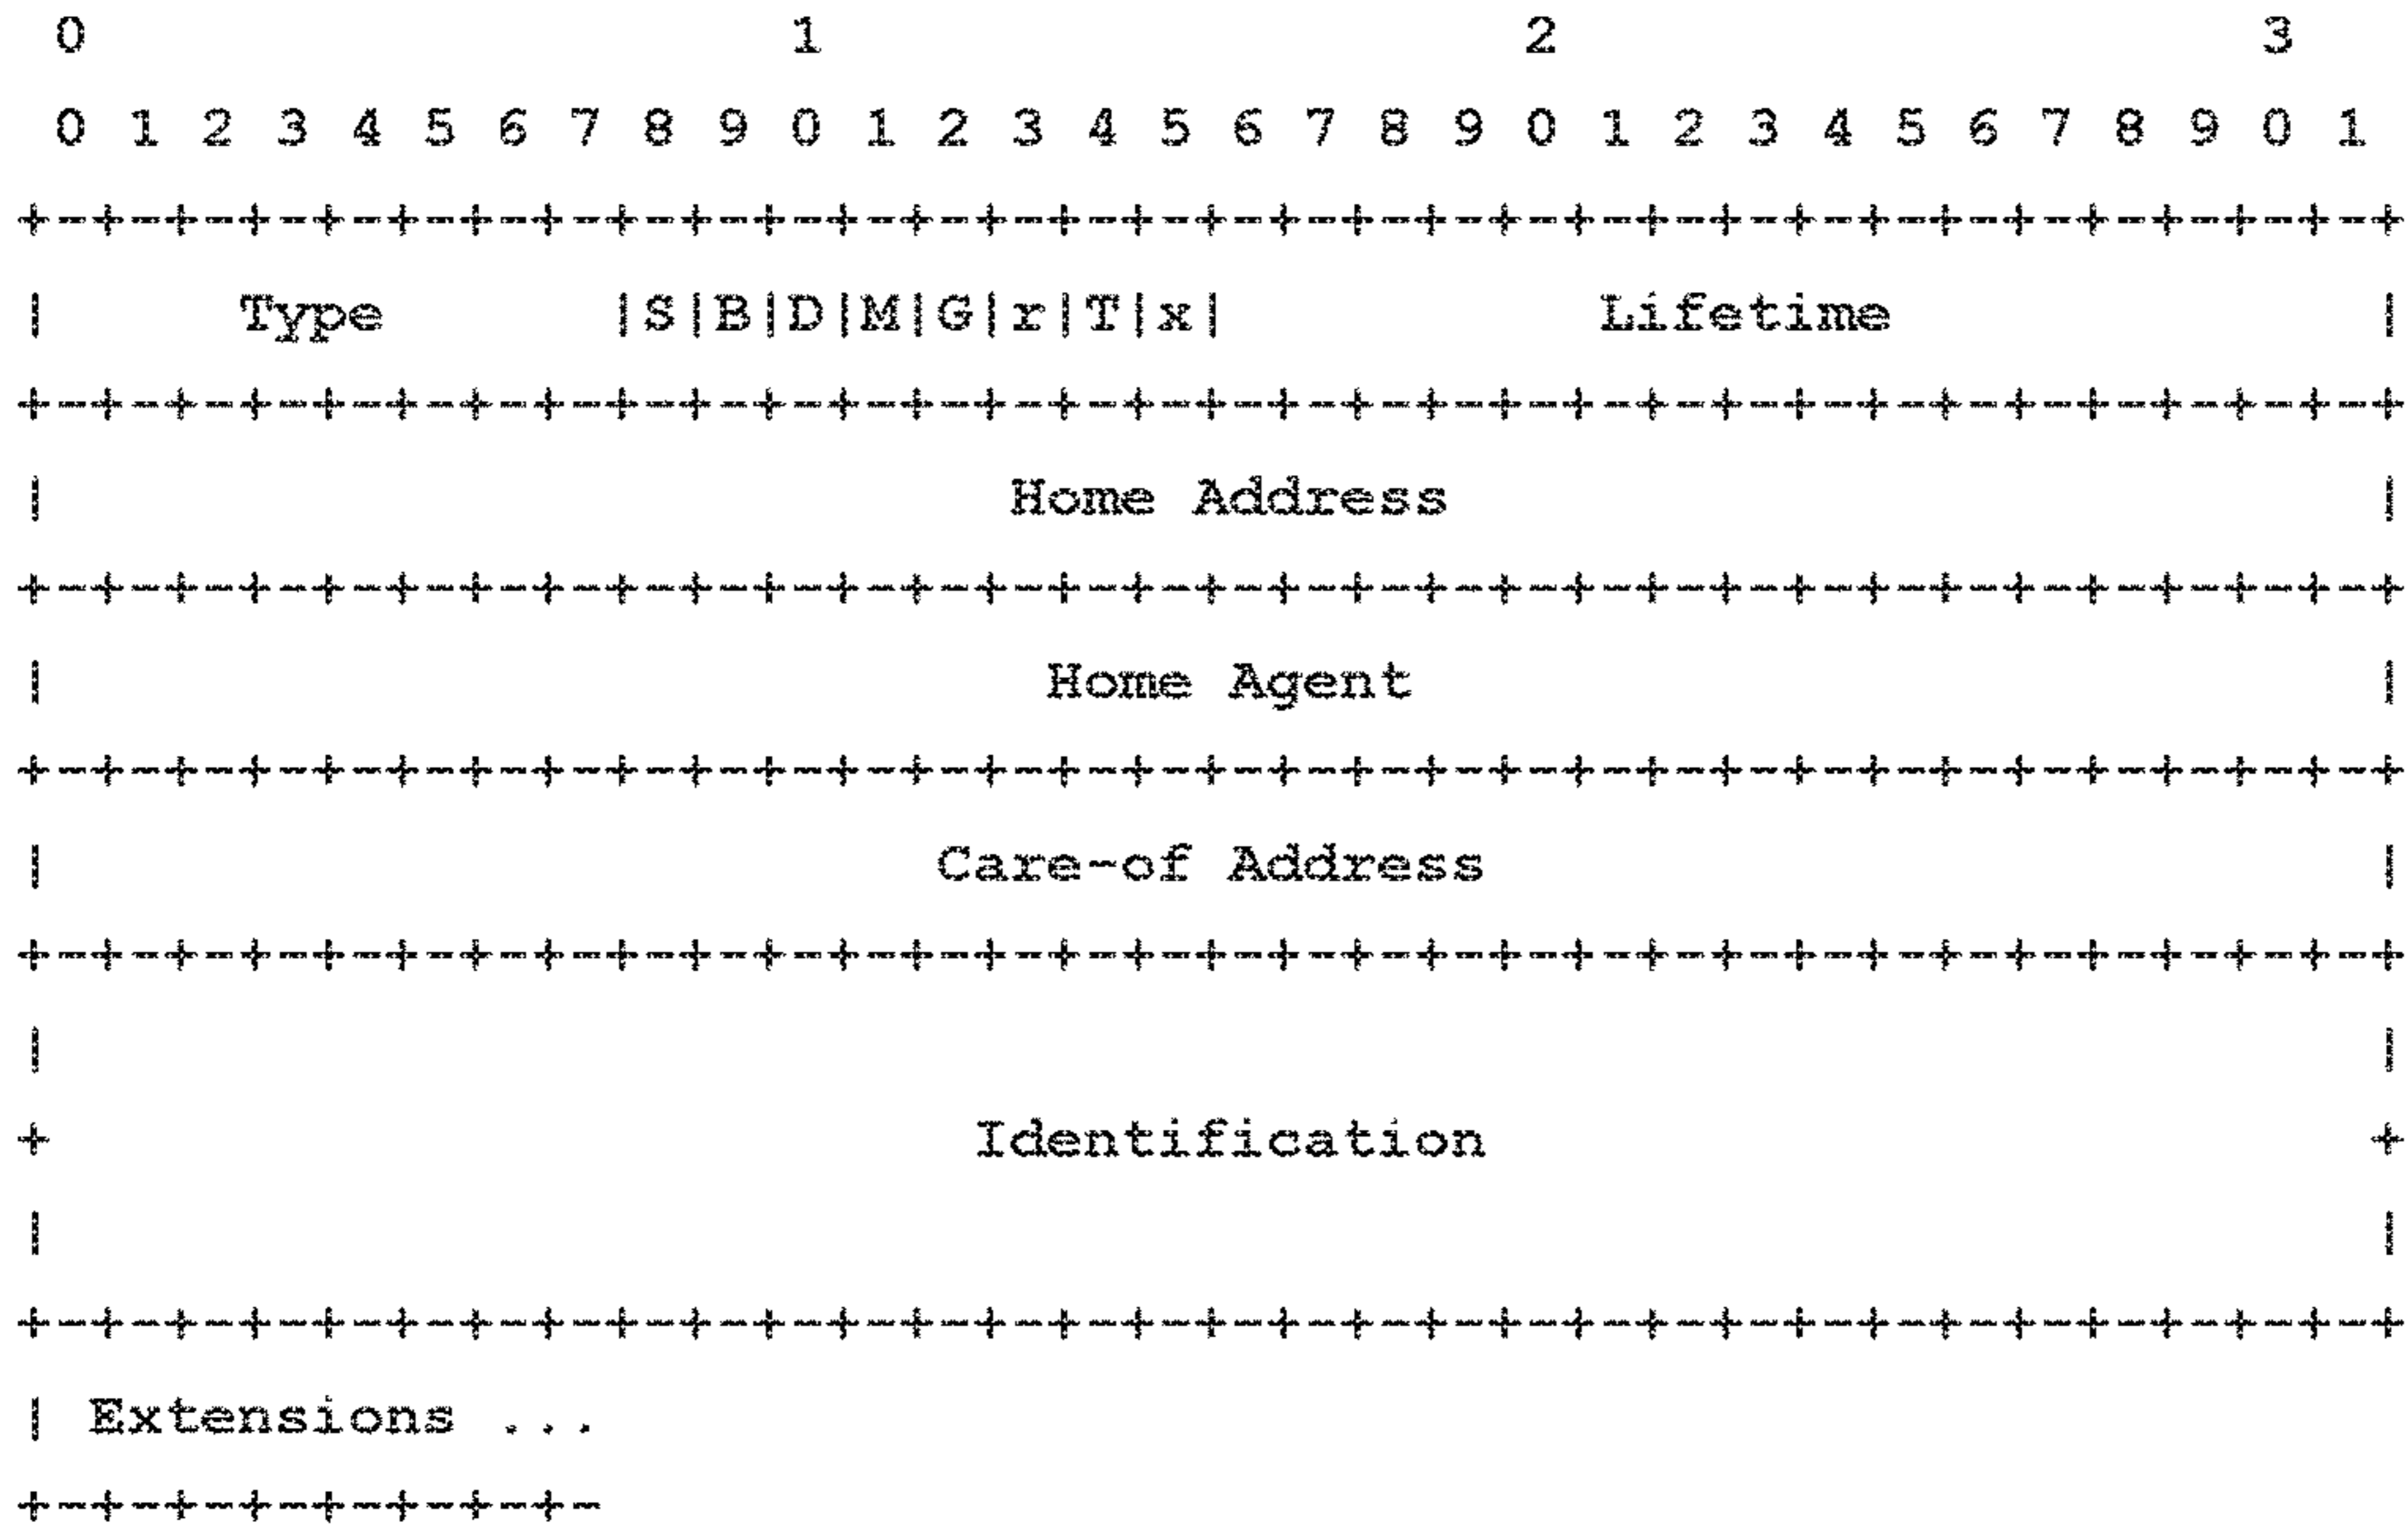 0                   1                   2                   3
 0 1 2 3 4 5 6 7 8 9 0 1 2 3 4 5 6 7 8 9 0 1 2 3 4 5 6 7 8 9 0 1
+-+-+-+-+-+-+-+-+-+-+-+-+-+-+-+-+-+-+-+-+-+-+-+-+-+-+-+-+-+-+-+-+
|     Type      |S|B|D|M|G|r|T|x|          Lifetime             |
+-+-+-+-+-+-+-+-+-+-+-+-+-+-+-+-+-+-+-+-+-+-+-+-+-+-+-+-+-+-+-+-+
|                          Home Address                         |
+-+-+-+-+-+-+-+-+-+-+-+-+-+-+-+-+-+-+-+-+-+-+-+-+-+-+-+-+-+-+-+-+
|                           Home Agent                          |
+-+-+-+-+-+-+-+-+-+-+-+-+-+-+-+-+-+-+-+-+-+-+-+-+-+-+-+-+-+-+-+-+
|                        Care-of Address                        |
+-+-+-+-+-+-+-+-+-+-+-+-+-+-+-+-+-+-+-+-+-+-+-+-+-+-+-+-+-+-+-+-+
|                                                               |
+                         Identification                        +
|                                                               |
+-+-+-+-+-+-+-+-+-+-+-+-+-+-+-+-+-+-+-+-+-+-+-+-+-+-+-+-+-+-+-+-+
| Extensions ...
+-+-+-+-+-+-+-+-